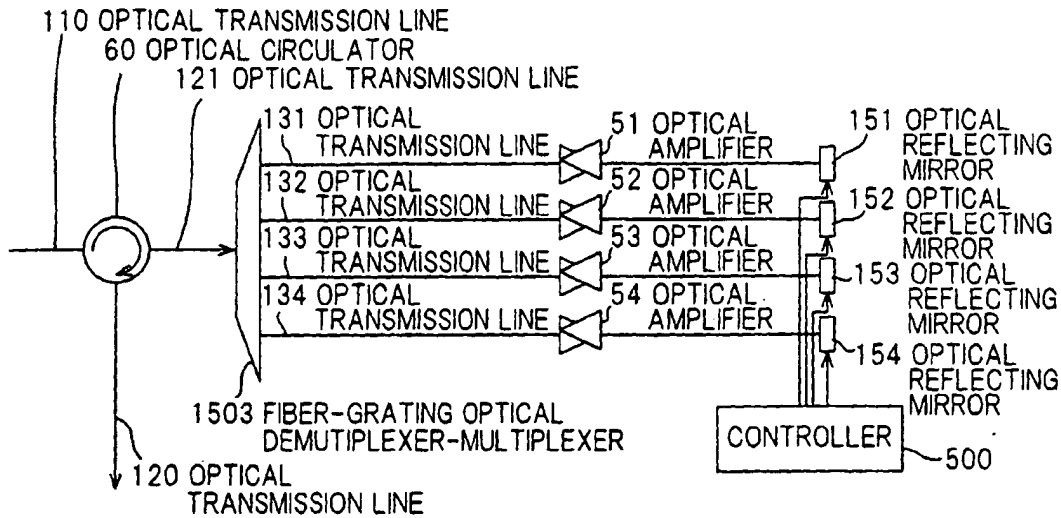 110 OPTICAL TRANSMISSION LINE
60 OPTICAL CIRCULATOR
121 OPTICAL TRANSMISSION LINE
131 OPTICAL
TRANSMISSION LINE
51 OPTICAL
AMPLIFIER
151 OPTICAL
REFLECTING
MIRROR
132 OPTICAL
TRANSMISSION LINE
52 OPTICAL
AMPLIFIER
152 OPTICAL
REFLECTING
MIRROR
133 OPTICAL
TRANSMISSION LINE
53 OPTICAL
AMPLIFIER
153 OPTICAL
REFLECTING
MIRROR
134 OPTICAL
TRANSMISSION LINE
54 OPTICAL
AMPLIFIER
154 OPTICAL
REFLECTING
MIRROR
1503 FIBER-GRATING OPTICAL
DEMUTIPLEXER-MULTIPLEXER
CONTROLLER
500
120 OPTICAL
TRANSMISSION LINE